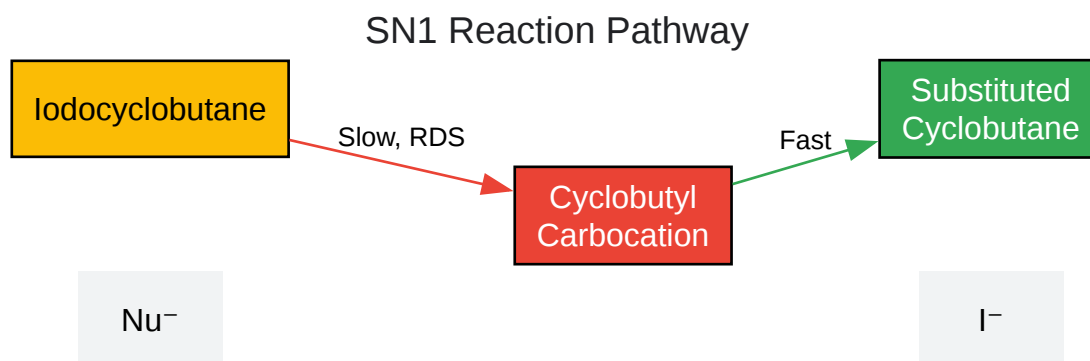 SN1 Reaction Pathway
Iodocyclobutane
Slow, RDS
Cyclobutyl
Carbocation
Fast
Substituted
Cyclobutane
Nu⁻
I⁻